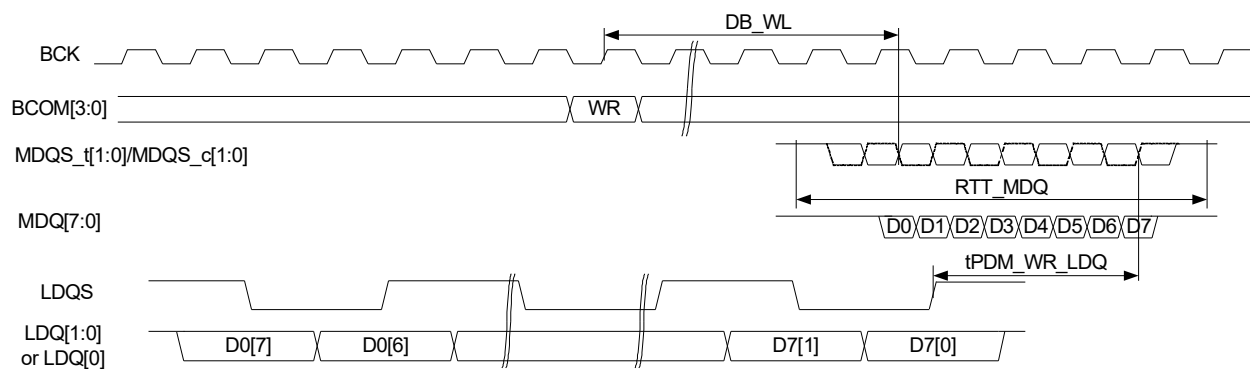 DB_WL
BCK
BCOM[3:0]
WR
MDQS_t[1:0]/MDQS_c[1:0]
RTT_MDQ
MDQ[7:0]
D0 D1 D2 D3 D4 D5 D6 D7
tPDM_WR_LDQ
LDQS
LDQ[1:0]
or LDQ[0]
D0[7] D0[6] D7[1] D7[0]